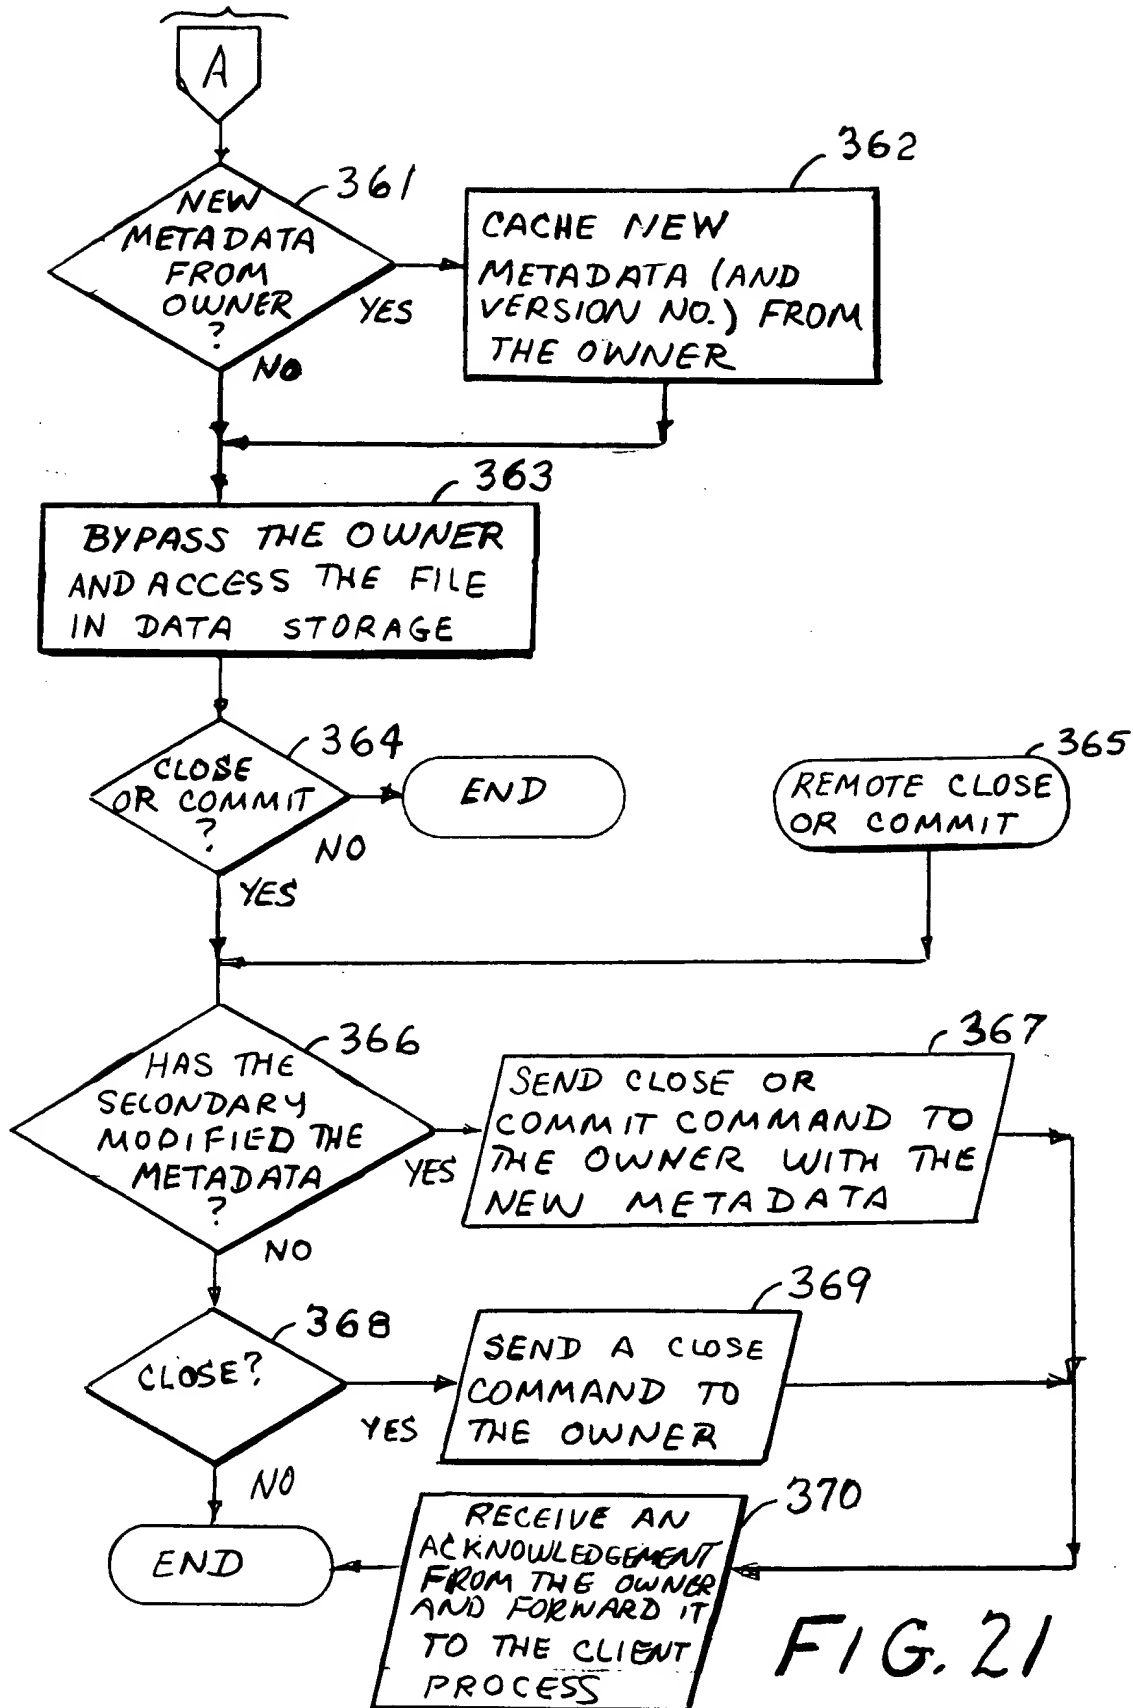 A
361
NEW
METADATA
FROM
OWNER
?
YES
NO
362
CACHE NEW
METADATA (AND
VERSION NO.) FROM
THE OWNER
363
BYPASS THE OWNER
AND ACCESS THE FILE
IN DATA STORAGE
364
CLOSE
OR COMMIT
?
NO
YES
END
365
REMOTE CLOSE
OR COMMIT
366
HAS THE
SECONDARY
MODIFIED THE
METADATA
?
YES
NO
367
SEND CLOSE OR
COMMIT COMMAND TO
THE OWNER WITH THE
NEW METADATA
368
CLOSE?
YES
NO
369
SEND A CLOSE
COMMAND TO
THE OWNER
370
RECEIVE AN
ACKNOWLEDGEMENT
FROM THE OWNER
AND FORWARD IT
TO THE CLIENT
PROCESS
END
FIG. 21